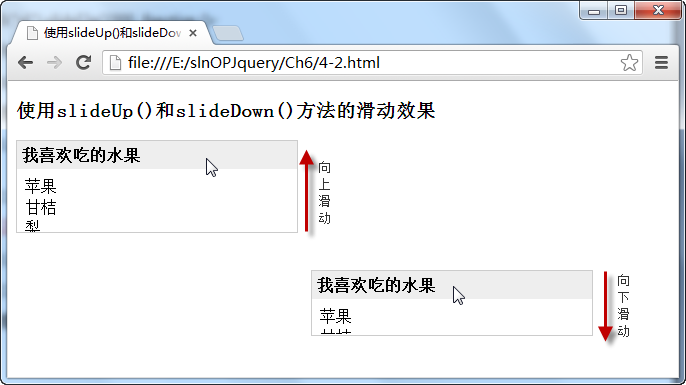 使用slideUp()和slideDow
file:///E:/slnOPJquery/Ch6/4-2.html
使用slideUp()和slideDown()方法的滑动效果
我喜欢吃的水果
苹果
甘桔
梨
向上滑动
我喜欢吃的水果
苹果
甘桔
向下滑动